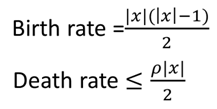 Birth rate = |x|(|x|−1) / 2
Death rate ≤ ρ|x| / 2